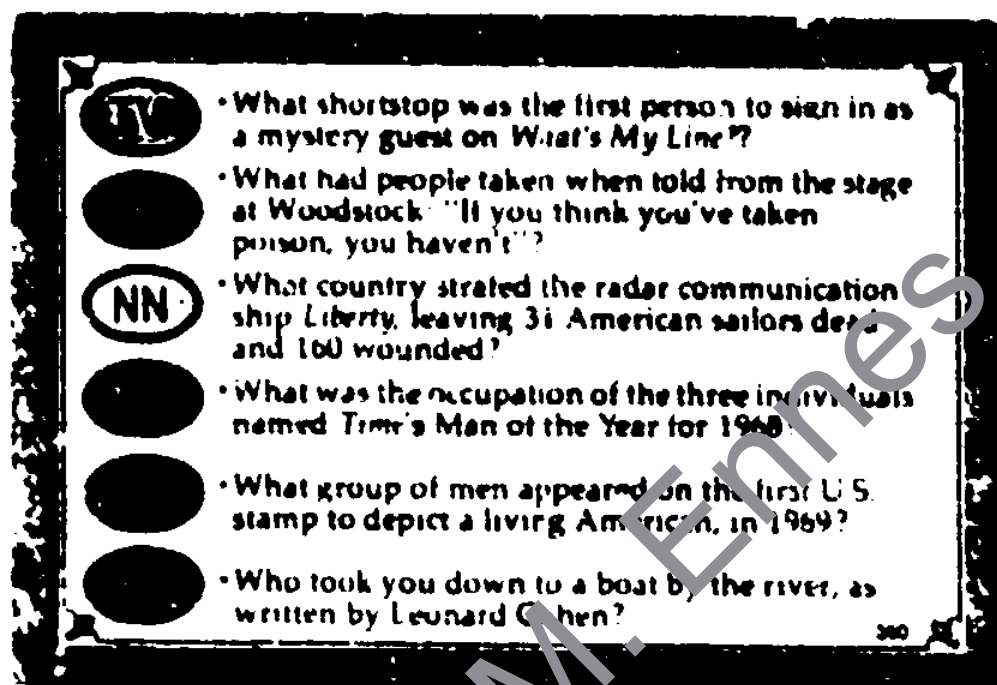 TV
• What shortstop was the first person to sign in as
a mystery guest on What's My Line?
• What had people taken when told from the stage
at Woodstock "If you think you've taken
poison, you haven't"?
NN
• What country strafed the radar communication
ship Liberty, leaving 31 American sailors dead
and 160 wounded?
• What was the occupation of the three individuals
named Time's Man of the Year for 1968?
• What group of men appeared on the first U.S.
stamp to depict a living American, in 1969?
• Who took you down to a boat by the river, as
written by Leonard Cohen?
M. Ennes